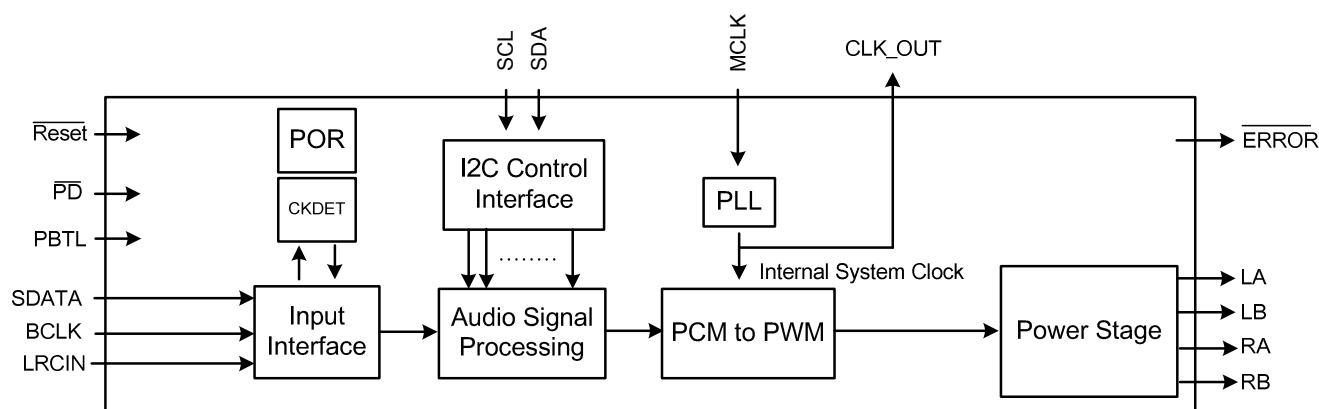 SCL
SDA
MCLK
CLK_OUT
Reset
POR
ERROR
I2C Control
Interface
PD
CKDET
PLL
PBTL
........
Internal System Clock
SDATA
BCLK
LRCIN
Input
Interface
Audio Signal
Processing
PCM to PWM
Power Stage
LA
LB
RA
RB